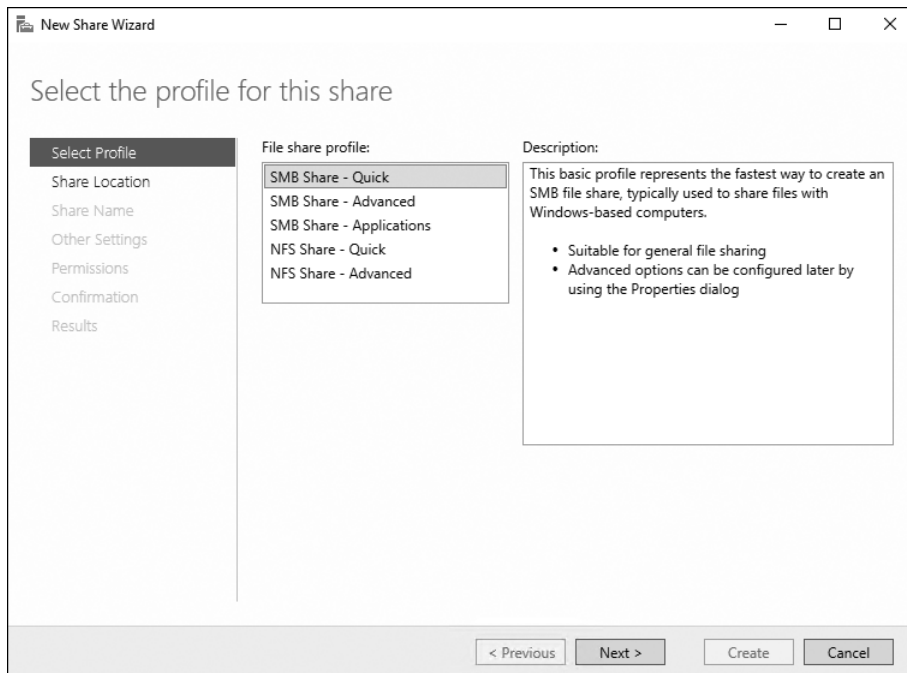 New Share Wizard
Select the profile for this share
Select Profile
Share Location
Share Name
Other Settings
Permissions
Confirmation
Results
File share profile:
SMB Share - Quick
SMB Share - Advanced
SMB Share - Applications
NFS Share - Quick
NFS Share - Advanced
Description:
This basic profile represents the fastest way to create an
SMB file share, typically used to share files with
Windows-based computers.
• Suitable for general file sharing
• Advanced options can be configured later by
using the Properties dialog
< Previous
Next >
Create
Cancel